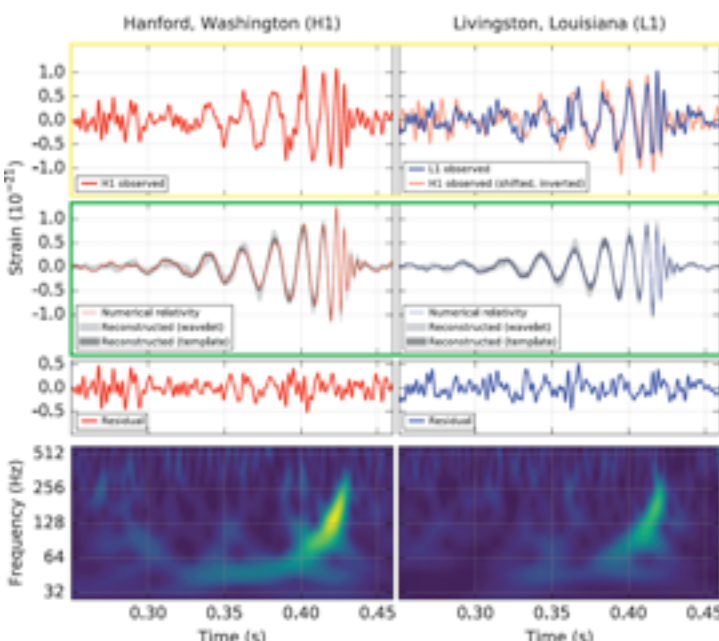 Hanford, Washington (H1) Livingston, Louisiana (L1)
Strain (10⁻²¹)
1.0
0.5
0.0
-0.5
-1.0
H1 observed
L1 observed
H1 observed (shifted, inverted)
1.0
0.5
0.0
-0.5
-1.0
Numerical relativity
Reconstructed (wavelet)
Reconstructed (template)
Numerical relativity
Reconstructed (wavelet)
Reconstructed (template)
0.5
0.0
-0.5
Residual
Residual
Frequency (Hz)
512
256
128
64
32
0.30 0.35 0.40 0.45 0.30 0.35 0.40 0.45
Time (s) Time (s)